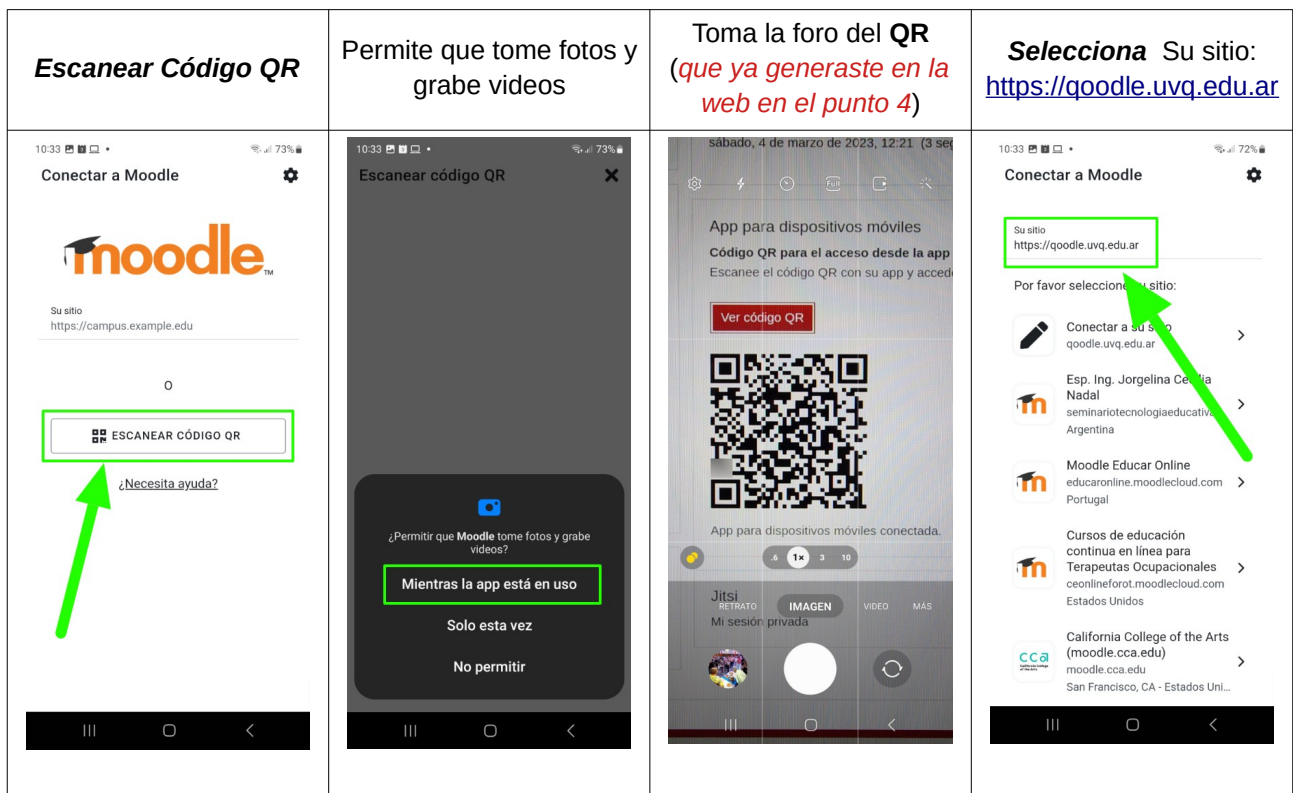 Escanear Código QR
Permite que tome fotos y
grabe videos
Toma la foro del QR
(que ya generaste en la
web en el punto 4)
Selecciona Su sitio:
https://qoodle.uvq.edu.ar
10:33
73%
Conectar a Moodle
moodle
TM
Su sitio
https://campus.example.edu
O
ESCANEAR CÓDIGO QR
¿Necesita ayuda?
10:33
73%
Escanear código QR
¿Permitir que Moodle tome fotos y grabe
videos?
Mientras la app está en uso
Solo esta vez
No permitir
sábado, 4 de marzo de 2023, 12:21 (3 seg
Full
App para dispositivos móviles
Código QR para el acceso desde la app
Escanee el código QR con su app y acced
Ver código QR
App para dispositivos móviles conectada.
.6 1x 3 10
Jitsi
RETRATO IMAGEN VIDEO MÁS
Mi sesión privada
10:33
72%
Conectar a Moodle
Su sitio
https://qoodle.uvq.edu.ar
Por favor seleccione su sitio:
Conectar a su sitio
qoodle.uvq.edu.ar
Esp. Ing. Jorgelina Cecilia
Nadal
seminariotecnologiaeducativa
Argentina
Moodle Educar Online
educaronline.moodlecloud.com
Portugal
Cursos de educación
continua en línea para
Terapeutas Ocupacionales
ceonlineforot.moodlecloud.com
Estados Unidos
cca
California College of the Arts
(moodle.cca.edu)
moodle.cca.edu
San Francisco, CA - Estados Uni...